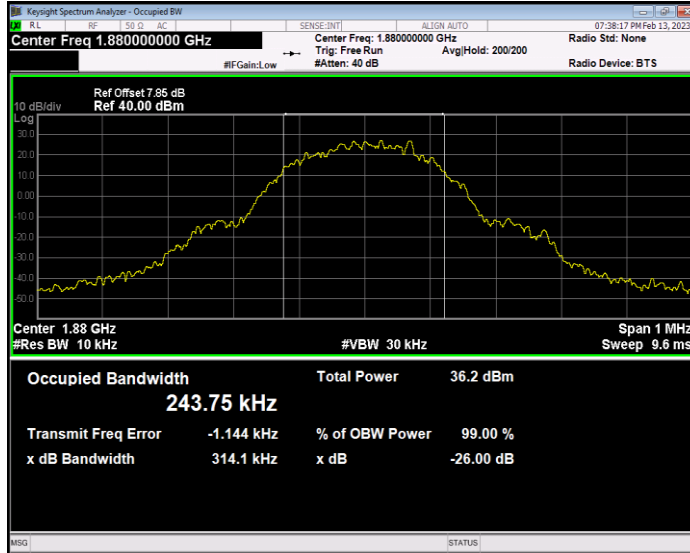 Keysight Spectrum Analyzer - Occupied BW
RL RF 50 Ω AC SENSE:INT ALIGN AUTO 07:38:17 PM Feb 13, 2023
Center Freq 1.880000000 GHz
Center Freq: 1.880000000 GHz Radio Std: None
Trig: Free Run Avg|Hold: 200/200
#IFGain:Low #Atten: 40 dB Radio Device: BTS
Ref Offset 7.85 dB
10 dB/div Ref 40.00 dBm
Log
30.0
20.0
10.0
0.00
-10.0
-20.0
-30.0
-40.0
-50.0
Center 1.88 GHz Span 1 MHz
#Res BW 10 kHz #VBW 30 kHz Sweep 9.6 ms
Occupied Bandwidth Total Power 36.2 dBm
243.75 kHz
Transmit Freq Error -1.144 kHz % of OBW Power 99.00 %
x dB Bandwidth 314.1 kHz x dB -26.00 dB
MSG STATUS